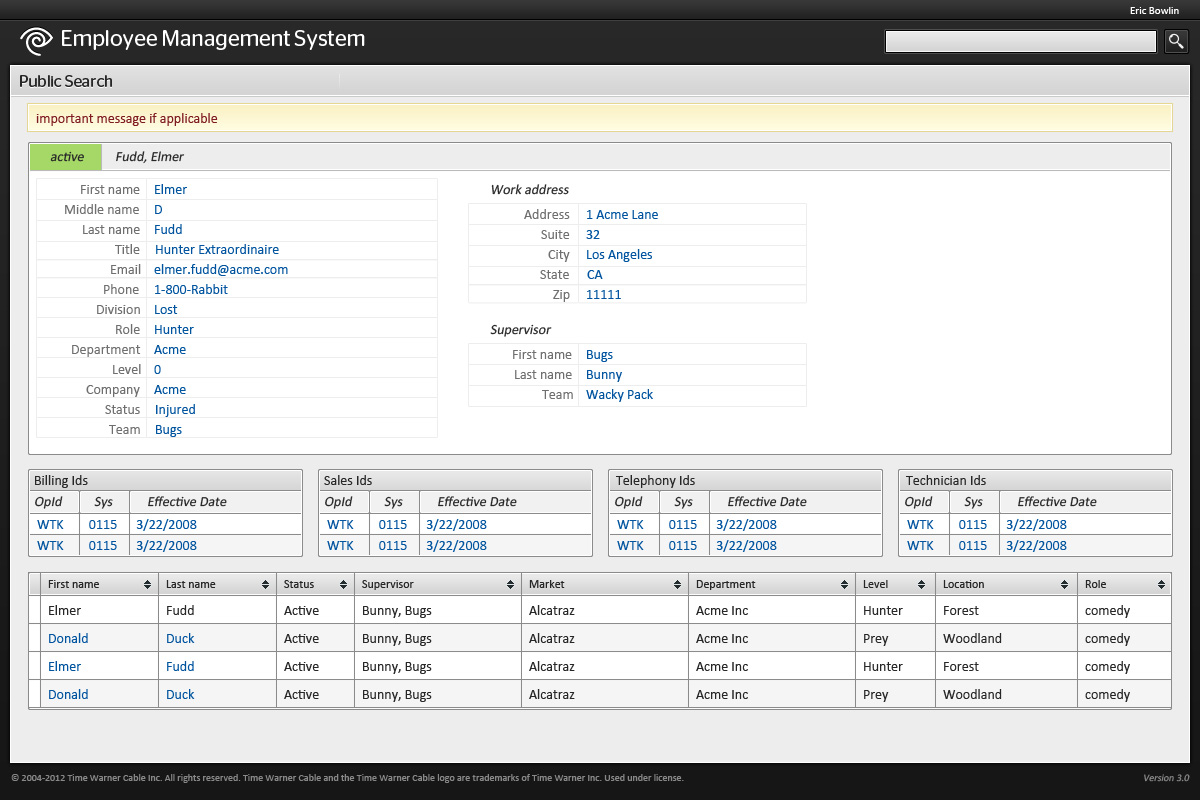 Eric Bowlin
Employee Management System
Public Search
important message if applicable
active Fudd, Elmer
First name Elmer
Middle name D
Last name Fudd
Title Hunter Extraordinaire
Email elmer.fudd@acme.com
Phone 1-800-Rabbit
Division Lost
Role Hunter
Department Acme
Level 0
Company Acme
Status Injured
Team Bugs
Work address
Address 1 Acme Lane
Suite 32
City Los Angeles
State CA
Zip 11111
Supervisor
First name Bugs
Last name Bunny
Team Wacky Pack
Billing Ids
OpId Sys Effective Date
WTK 0115 3/22/2008
WTK 0115 3/22/2008
Sales Ids
OpId Sys Effective Date
WTK 0115 3/22/2008
WTK 0115 3/22/2008
Telephony Ids
OpId Sys Effective Date
WTK 0115 3/22/2008
WTK 0115 3/22/2008
Technician Ids
OpId Sys Effective Date
WTK 0115 3/22/2008
WTK 0115 3/22/2008
First name Last name Status Supervisor Market Department Level Location Role
Elmer Fudd Active Bunny, Bugs Alcatraz Acme Inc Hunter Forest comedy
Donald Duck Active Bunny, Bugs Alcatraz Acme Inc Prey Woodland comedy
Elmer Fudd Active Bunny, Bugs Alcatraz Acme Inc Hunter Forest comedy
Donald Duck Active Bunny, Bugs Alcatraz Acme Inc Prey Woodland comedy
© 2004-2012 Time Warner Cable Inc. All rights reserved. Time Warner Cable and the Time Warner Cable logo are trademarks of Time Warner Inc. Used under license.
Version 3.0